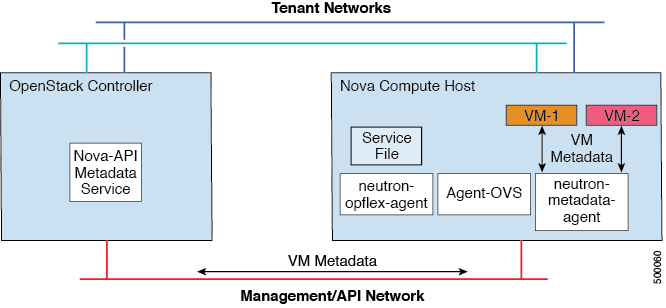 Tenant Networks
OpenStack Controller
Nova-API
Metadata
Service
Nova Compute Host
VM-1
VM-2
VM
Metadata
Service
File
neutron-
opflex-agent
Agent-OVS
neutron-
metadata-
agent
VM Metadata
Management/API Network
500060